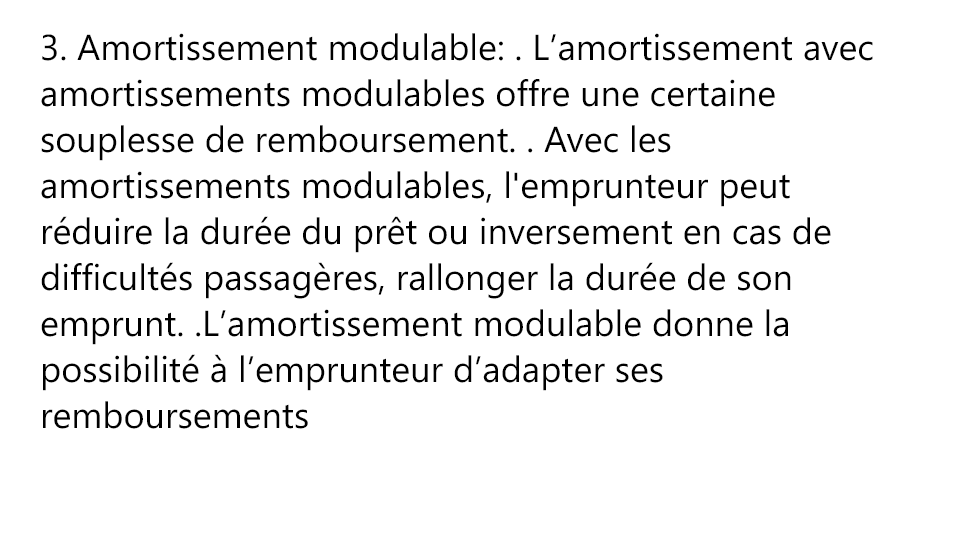 3. Amortissement modulable: . L’amortissement avec
amortissements modulables offre une certaine
souplesse de remboursement. . Avec les
amortissements modulables, l'emprunteur peut
réduire la durée du prêt ou inversement en cas de
difficultés passagères, rallonger la durée de son
emprunt. .L’amortissement modulable donne la
possibilité à l’emprunteur d’adapter ses
remboursements